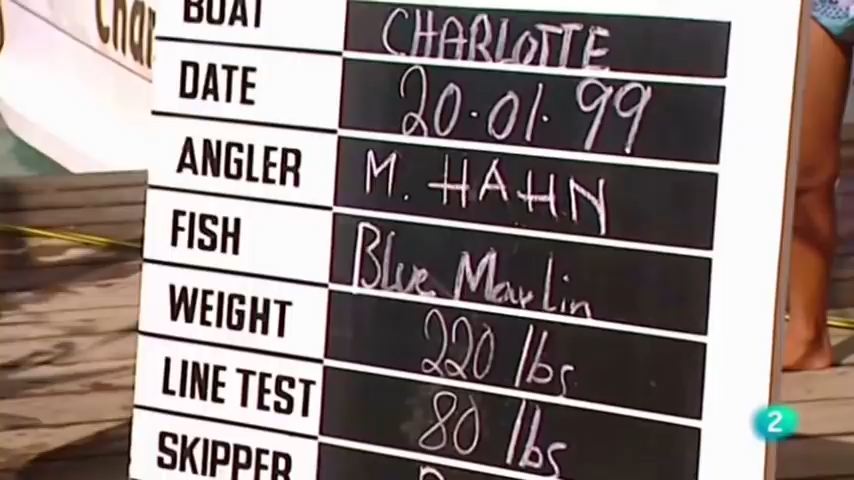 BOAT CHARLOTTE
DATE 20·01·99
ANGLER M. HAHN
FISH Blue Marlin
WEIGHT 220 lbs
LINE TEST 80 lbs
SKIPPER
Char
2